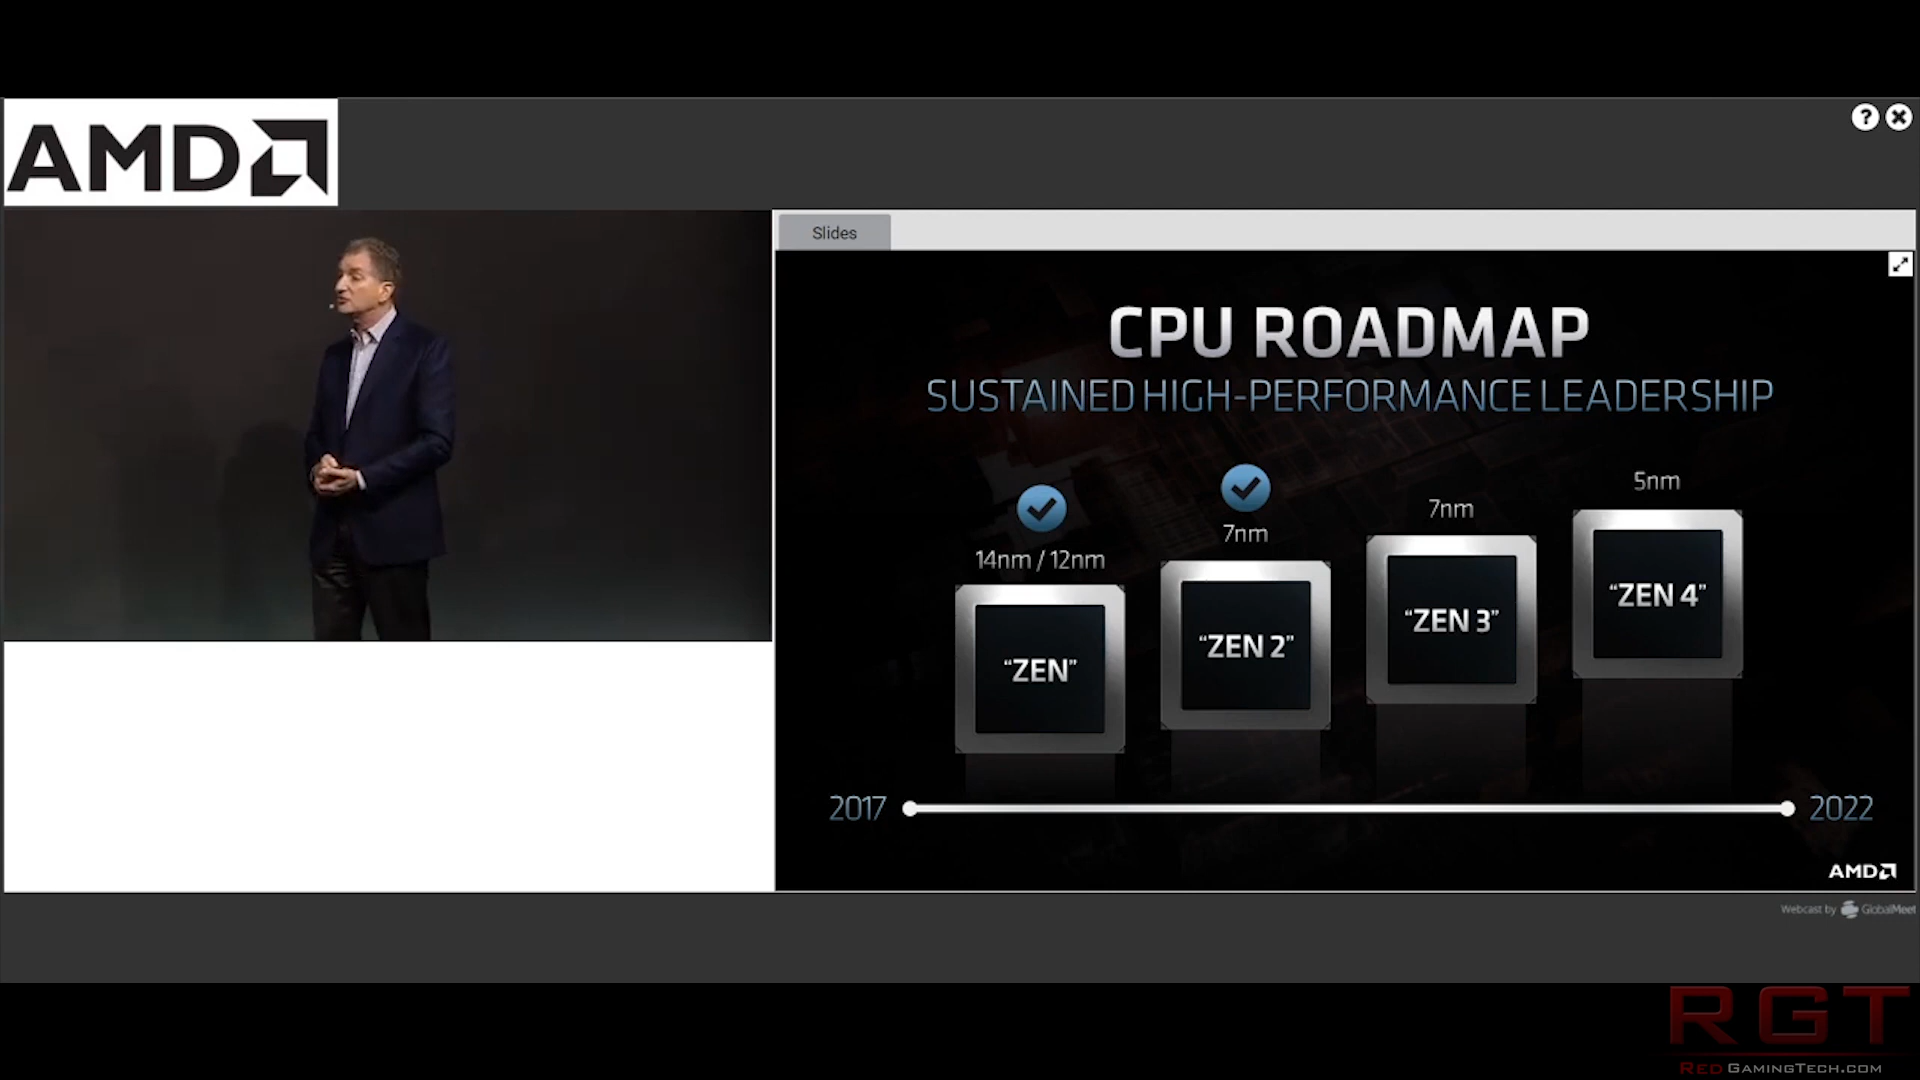 AMD
?
Slides
CPU ROADMAP
SUSTAINED HIGH-PERFORMANCE LEADERSHIP
14nm / 12nm
7nm
7nm
5nm
“ZEN”
“ZEN 2”
“ZEN 3”
“ZEN 4”
2017
2022
AMD
Webcast by GlobalMeet
RGT
REDGAMINGTECH.COM